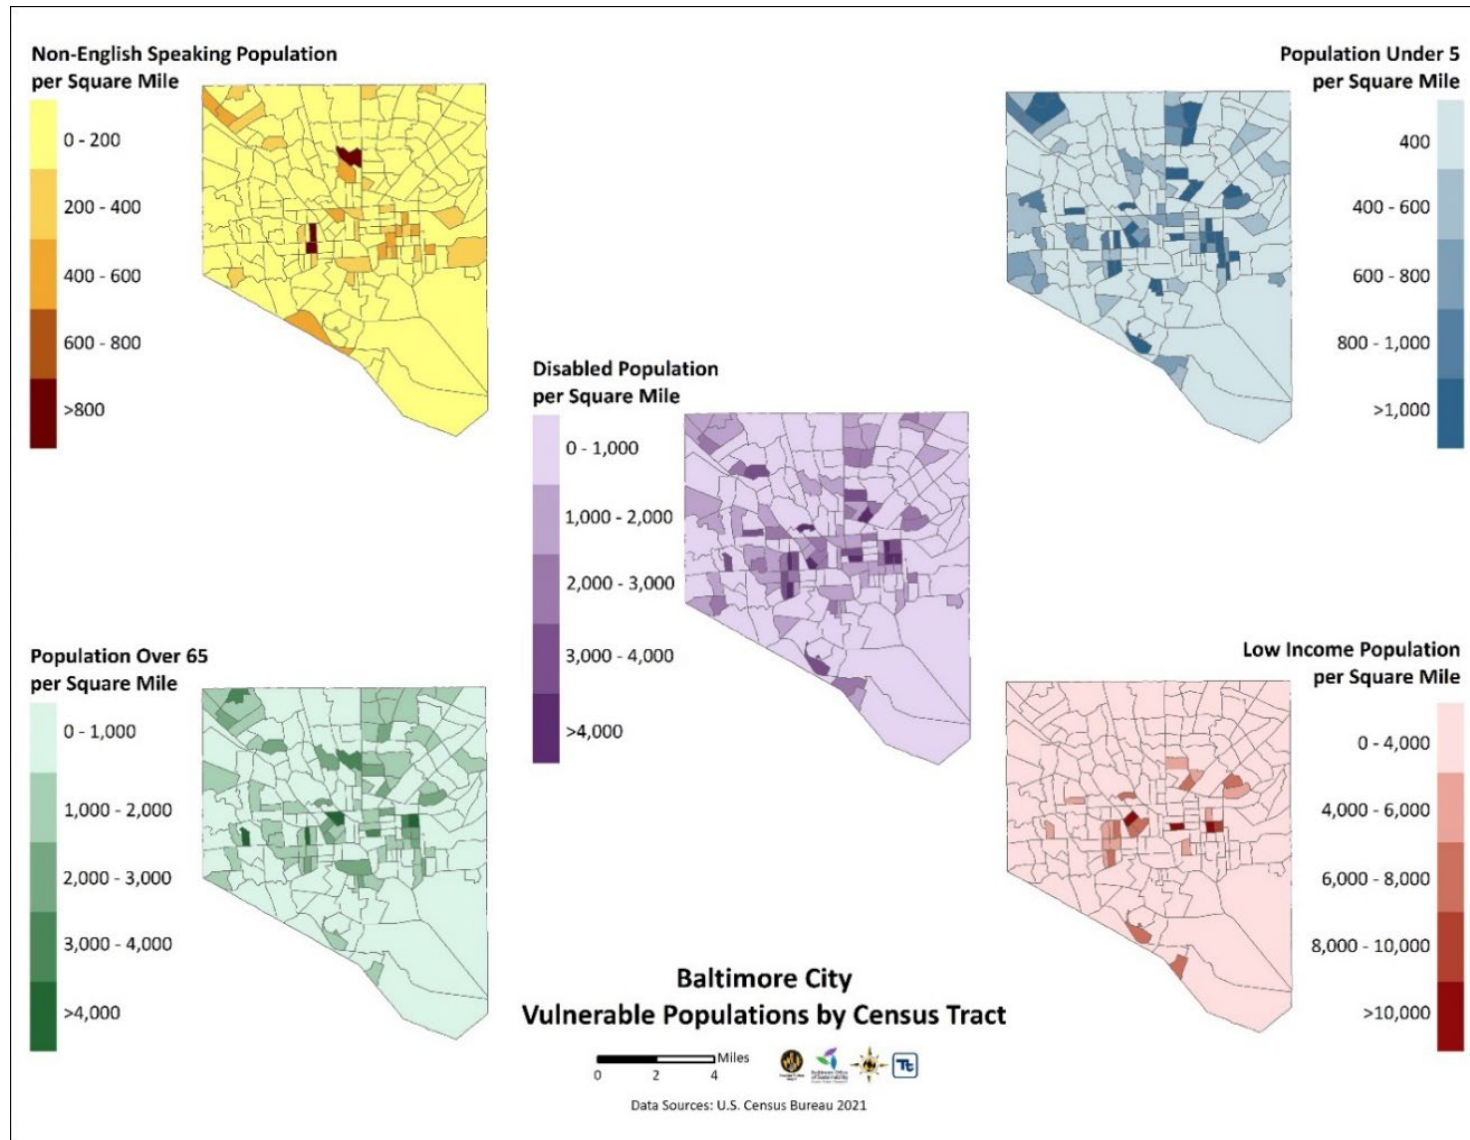 Non-English Speaking Population
per Square Mile
0 - 200
200 - 400
400 - 600
600 - 800
>800
Population Under 5
per Square Mile
400
400 - 600
600 - 800
800 - 1,000
>1,000
Disabled Population
per Square Mile
0 - 1,000
1,000 - 2,000
2,000 - 3,000
3,000 - 4,000
>4,000
Population Over 65
per Square Mile
0 - 1,000
1,000 - 2,000
2,000 - 3,000
3,000 - 4,000
>4,000
Low Income Population
per Square Mile
0 - 4,000
4,000 - 6,000
6,000 - 8,000
8,000 - 10,000
>10,000
Baltimore City
Vulnerable Populations by Census Tract
Miles
0 2 4
Tt
Data Sources: U.S. Census Bureau 2021